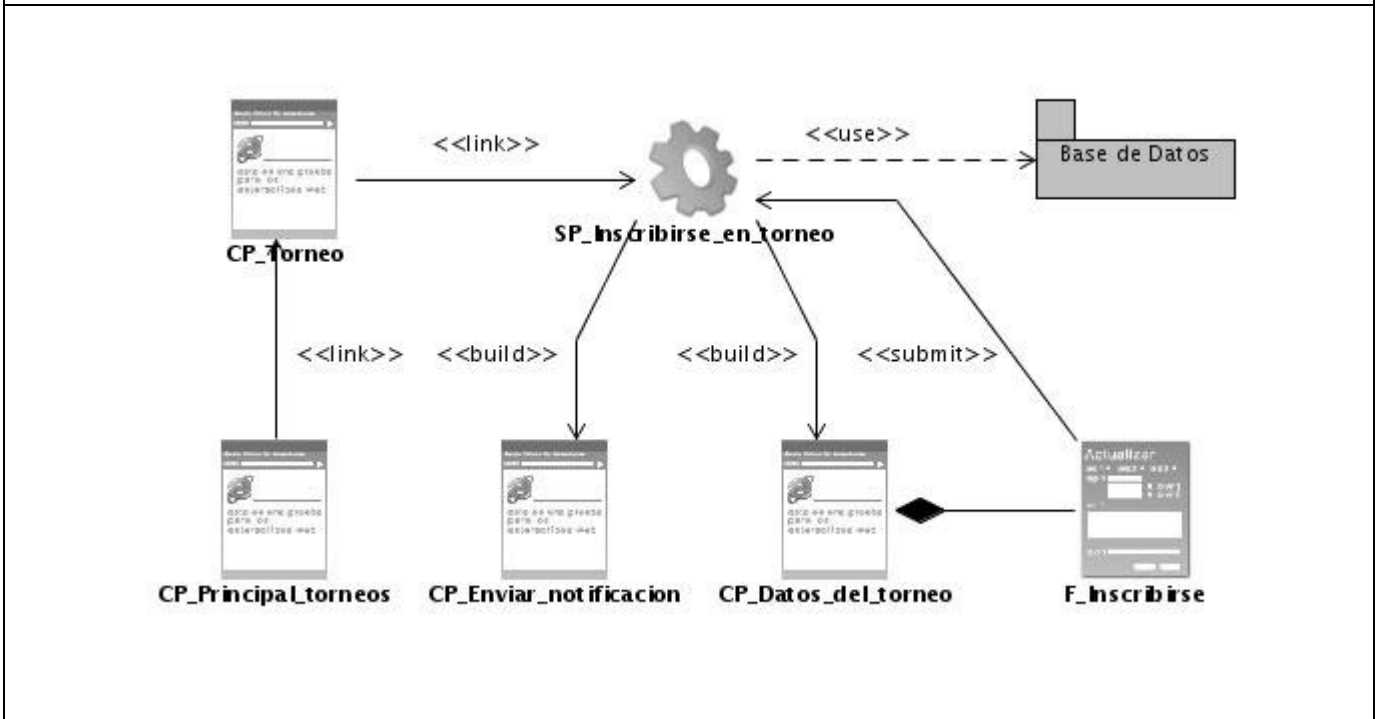 <<link>>
<<use>>
Base de Datos
SP_Inscribirse_en_torneo
CP_Torneo
<<link>>
<<build>>
<<build>>
<<submit>>
Actualizar
CP_Principal_torneos
CP_Enviar_notificacion
CP_Datos_del_torneo
F_Inscribirse